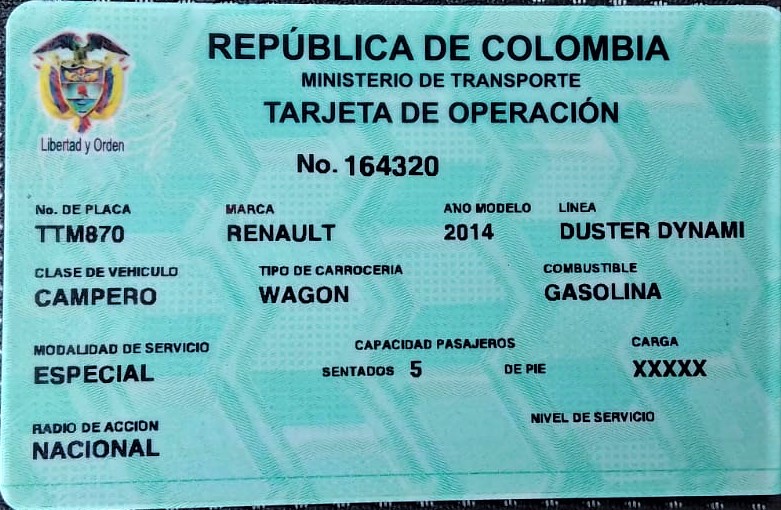 REPÚBLICA DE COLOMBIA
MINISTERIO DE TRANSPORTE
TARJETA DE OPERACIÓN
Libertad y Orden
No. 164320
No. DE PLACA MARCA ANO MODELO LINEA
TTM870 RENAULT 2014 DUSTER DYNAMI
CLASE DE VEHICULO TIPO DE CARROCERIA COMBUSTIBLE
CAMPERO WAGON GASOLINA
MODALIDAD DE SERVICIO CAPACIDAD PASAJEROS CARGA
ESPECIAL SENTADOS 5 DE PIE XXXXX
RADIO DE ACCION NIVEL DE SERVICIO
NACIONAL